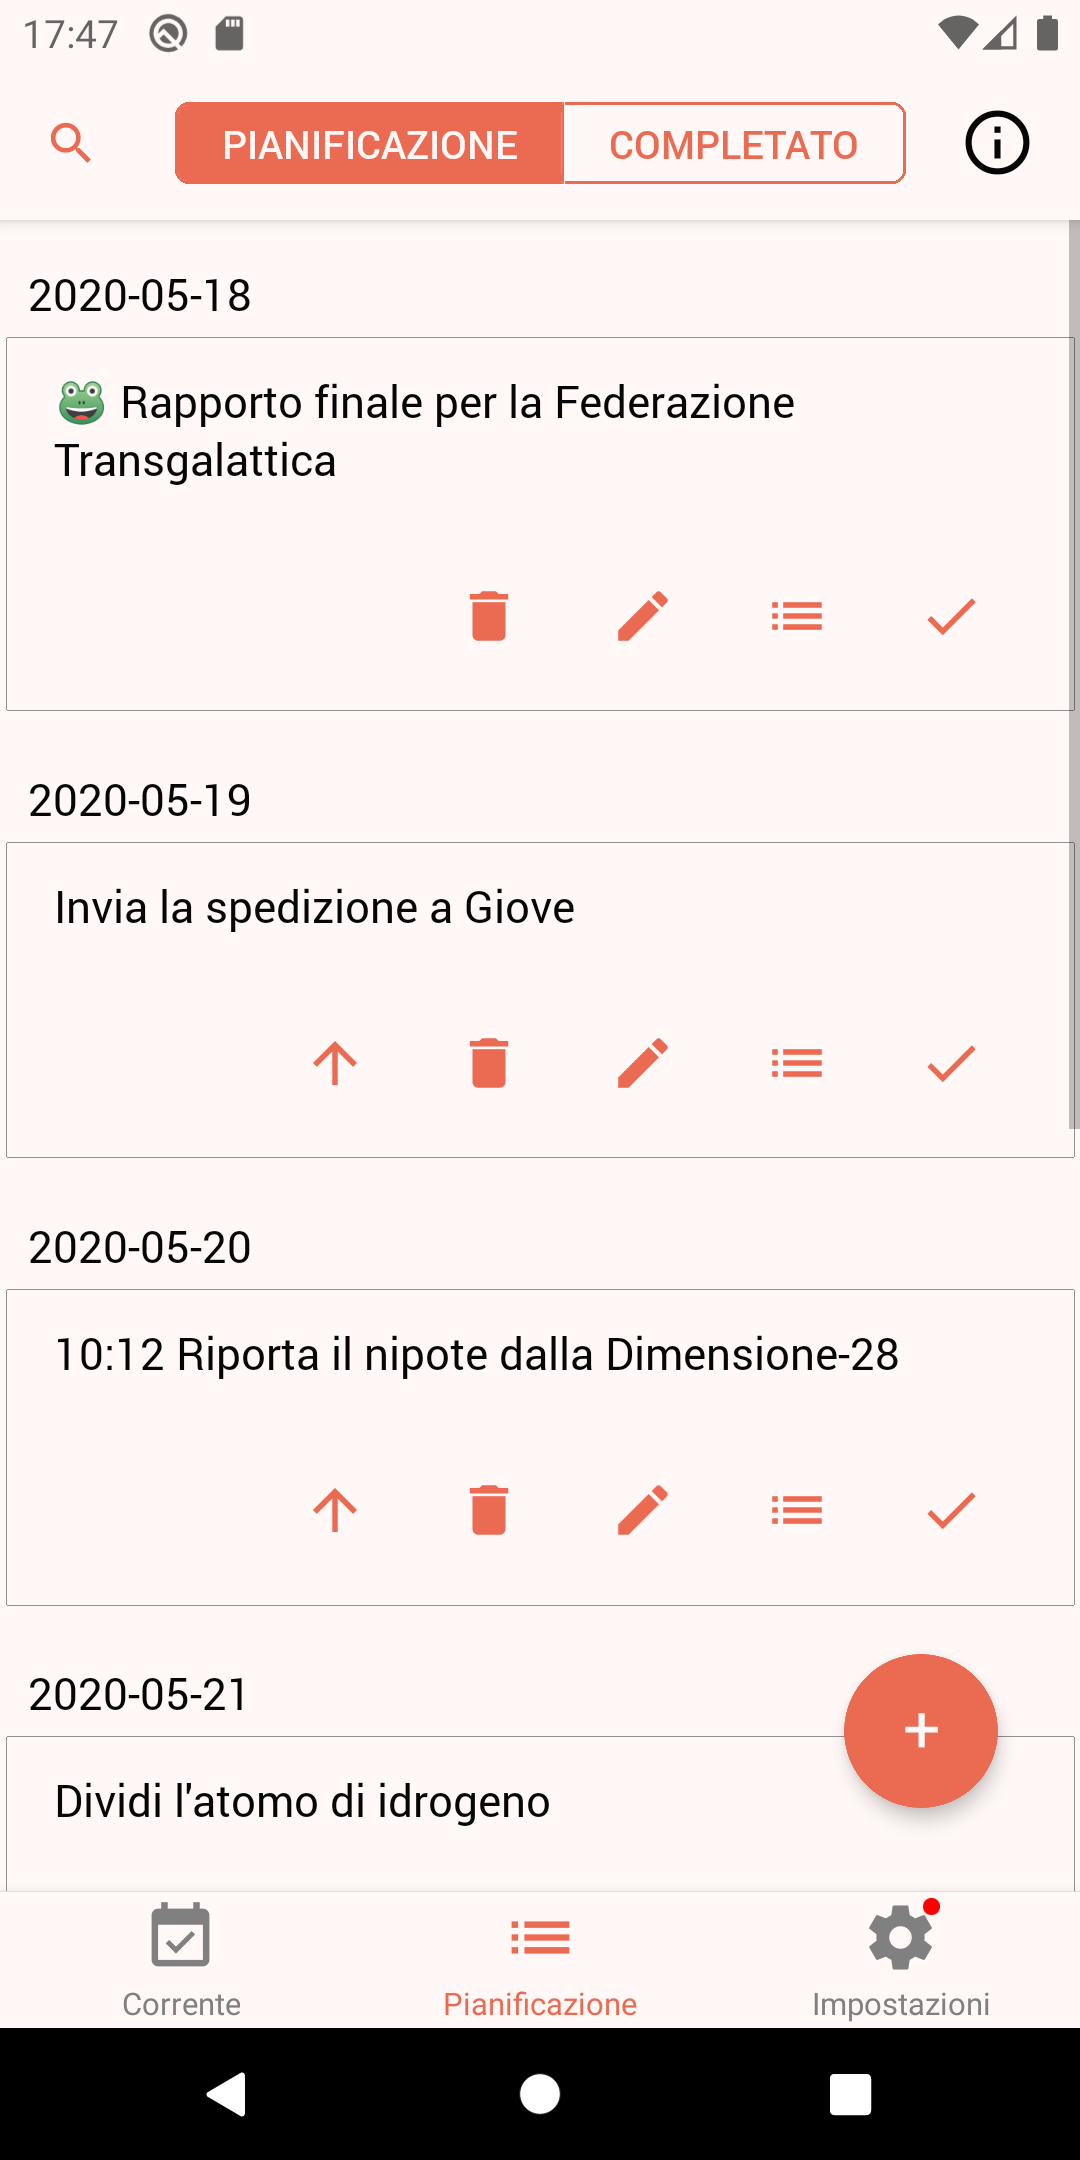 17:47
PIANIFICAZIONE
COMPLETATO
2020-05-18
🐸 Rapporto finale per la Federazione
Transgalattica
2020-05-19
Invia la spedizione a Giove
2020-05-20
10:12 Riporta il nipote dalla Dimensione-28
2020-05-21
Dividi l'atomo di idrogeno
Corrente
Pianificazione
Impostazioni